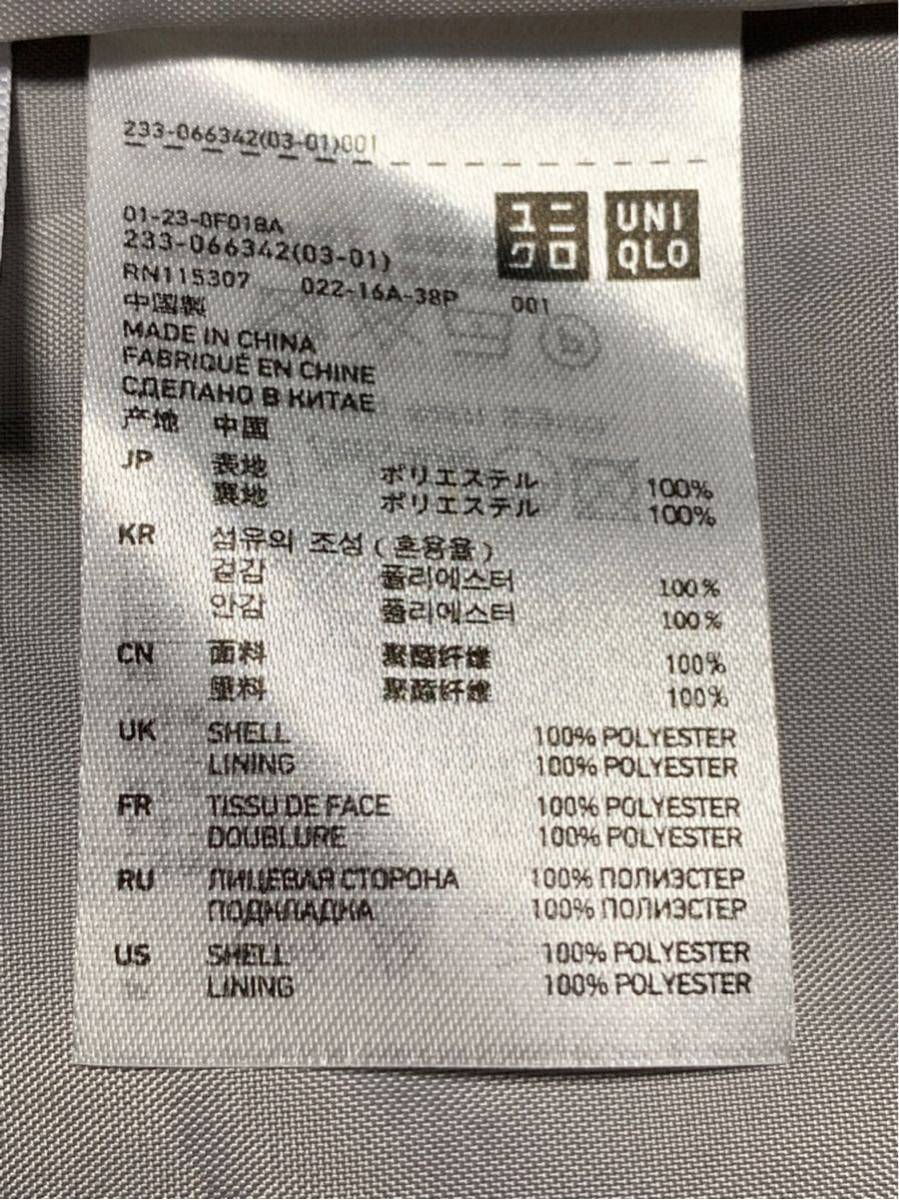 233-066342(03-01)001
ユニクロ
UNIQLO
01-23-0F018A
233-066342(03-01)
RN115307 022-16A-38P 001
中国製
MADE IN CHINA
FABRIQUÉ EN CHINE
СДЕЛАНО В КИТАЕ
产地 中国
JP 表地 ポリエステル 100%
裏地 ポリエステル 100%
KR 섬유의 조성 ( 혼용율 )
겉감 폴리에스터 100%
안감 폴리에스터 100%
CN 面料 聚酯纤维 100%
里料 聚酯纤维 100%
UK SHELL 100% POLYESTER
LINING 100% POLYESTER
FR TISSU DE FACE 100% POLYESTER
DOUBLURE 100% POLYESTER
RU ЛИЦЕВАЯ СТОРОНА 100% ПОЛИЭСТЕР
ПОДКЛАДКА 100% ПОЛИЭСТЕР
US SHELL 100% POLYESTER
LINING 100% POLYESTER